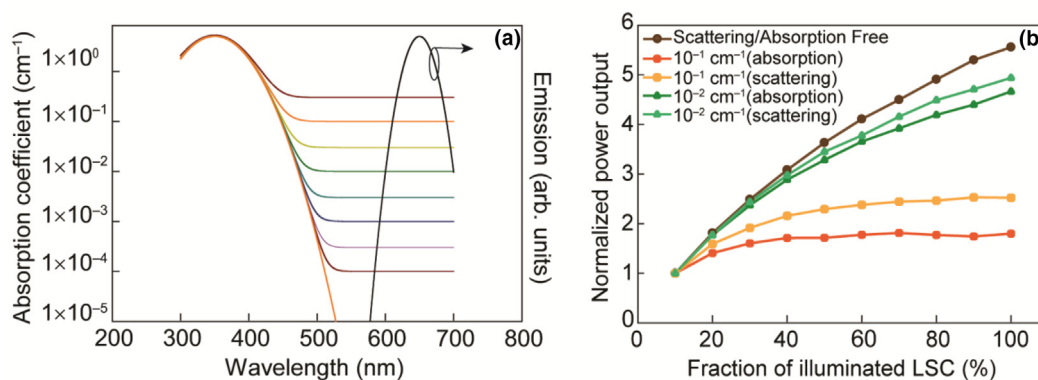 (a)
Absorption coefficient (cm⁻¹)
1×10⁰
1×10⁻¹
1×10⁻²
1×10⁻³
1×10⁻⁴
1×10⁻⁵
200 300 400 500 600 700 800
Wavelength (nm)
Emission (arb. units)
(b)
Normalized power output
6
5
4
3
2
1
0
Scattering/Absorption Free
10⁻¹ cm⁻¹(absorption)
10⁻¹ cm⁻¹(scattering)
10⁻² cm⁻¹(absorption)
10⁻² cm⁻¹(scattering)
20 40 60 80 100
Fraction of illuminated LSC (%)